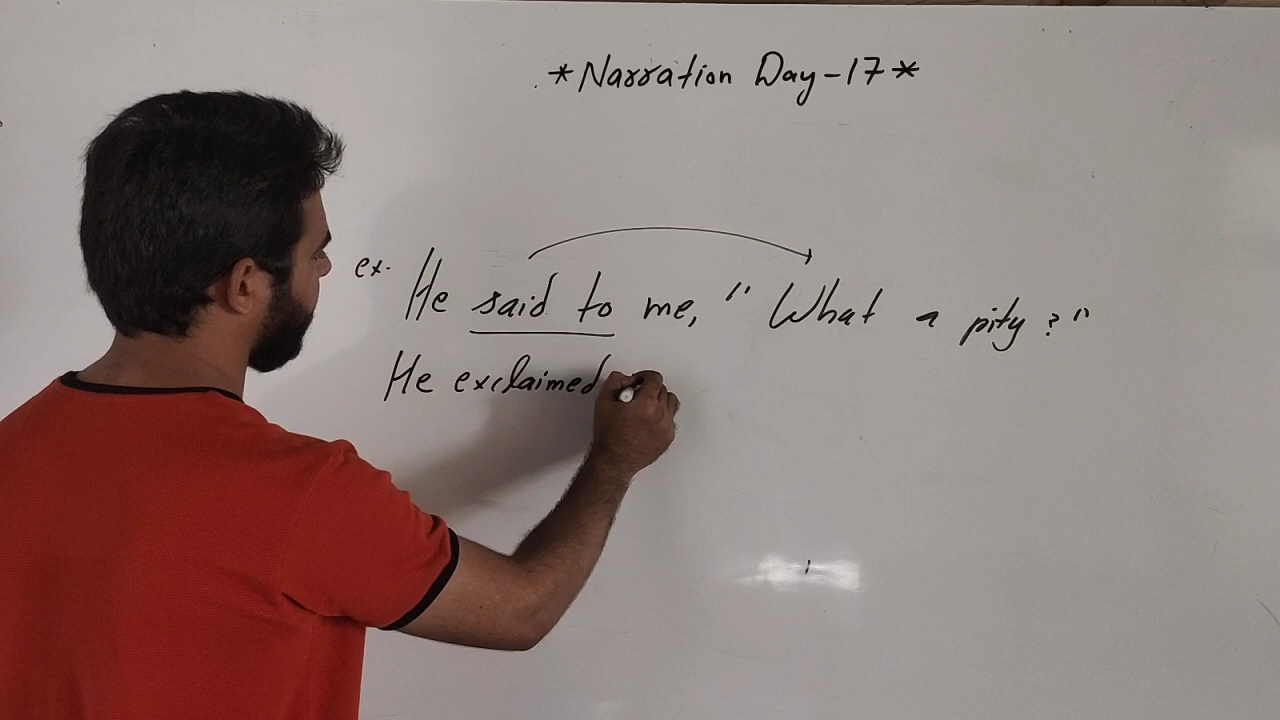 *Narration Day-17*
ex. He said to me, "What a pity?"
He exclaimed